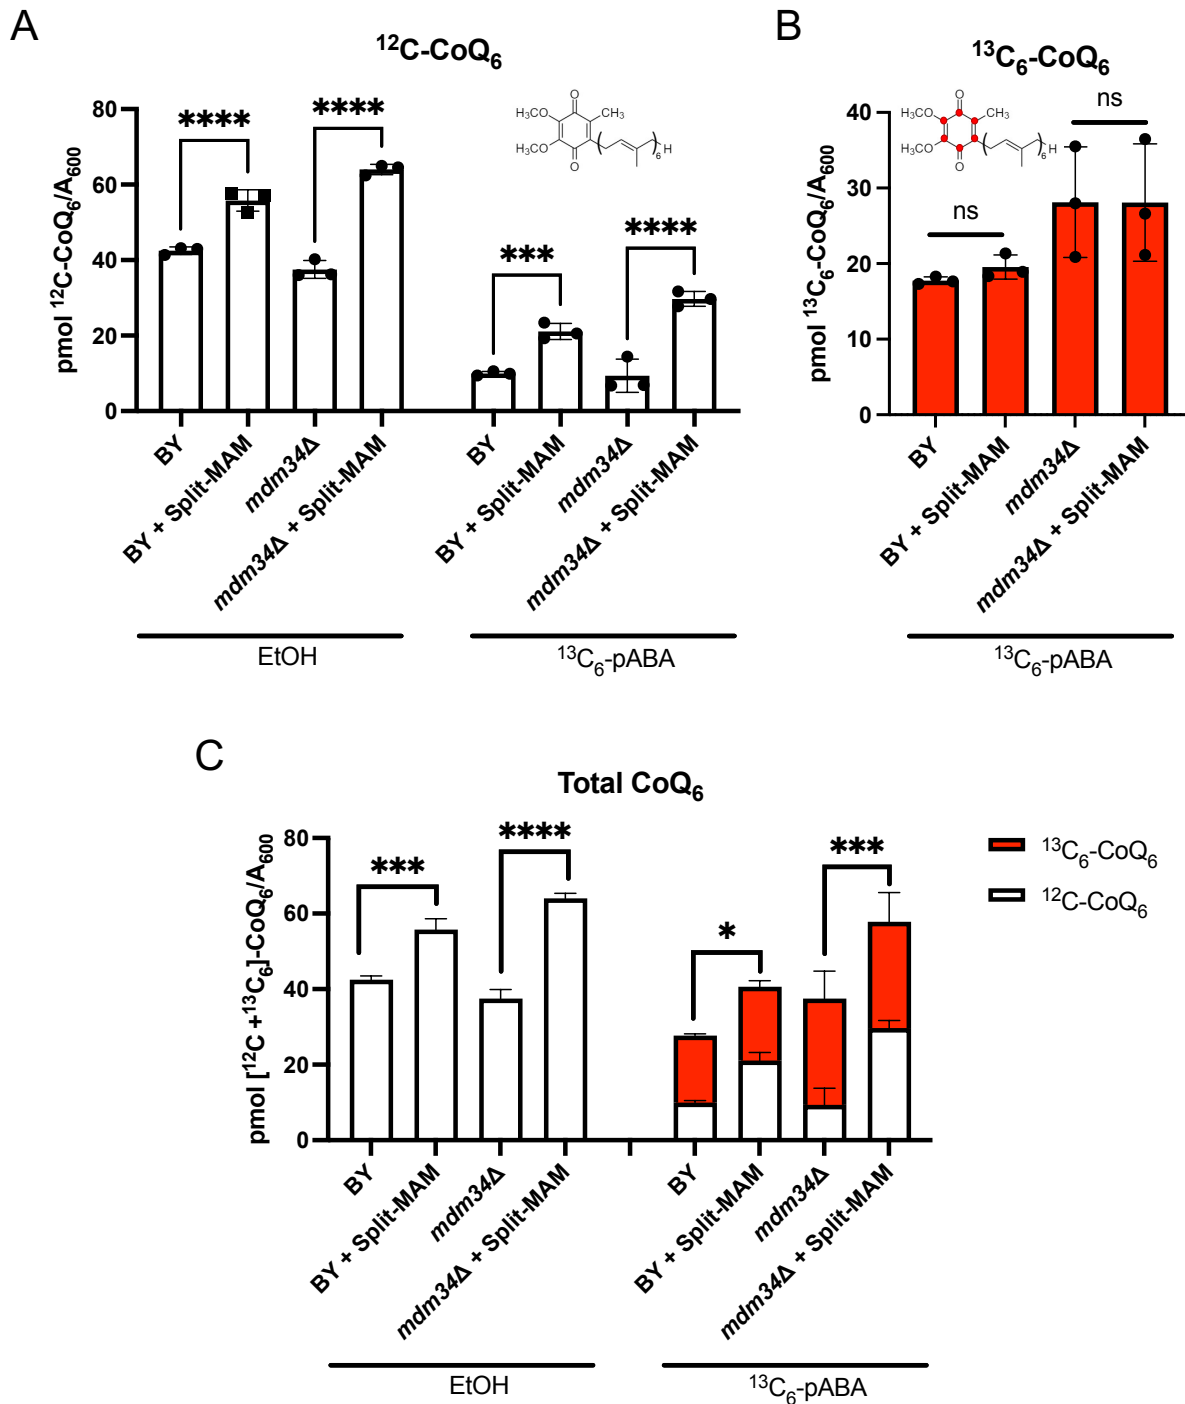 A
¹²C-CoQ₆
pmol ¹²C-CoQ₆/A₆₀₀
80
60
40
20
0
**** **** *** ****
O
H₃CO CH₃
H₃CO H
6
O
BY
BY + Split-MAM
mdm34Δ
mdm34Δ + Split-MAM
BY
BY + Split-MAM
mdm34Δ
mdm34Δ + Split-MAM
EtOH
¹³C₆-pABA
B
¹³C₆-CoQ₆
pmol ¹³C₆-CoQ₆/A₆₀₀
40
30
20
10
0
O
H₃CO CH₃
H₃CO H
6
O
ns
ns
BY
BY + Split-MAM
mdm34Δ
mdm34Δ + Split-MAM
¹³C₆-pABA
C
Total CoQ₆
pmol [¹²C +¹³C₆]-CoQ₆/A₆₀₀
80
60
40
20
0
*** **** * ***
¹³C₆-CoQ₆
¹²C-CoQ₆
BY
BY + Split-MAM
mdm34Δ
mdm34Δ + Split-MAM
BY
BY + Split-MAM
mdm34Δ
mdm34Δ + Split-MAM
EtOH
¹³C₆-pABA